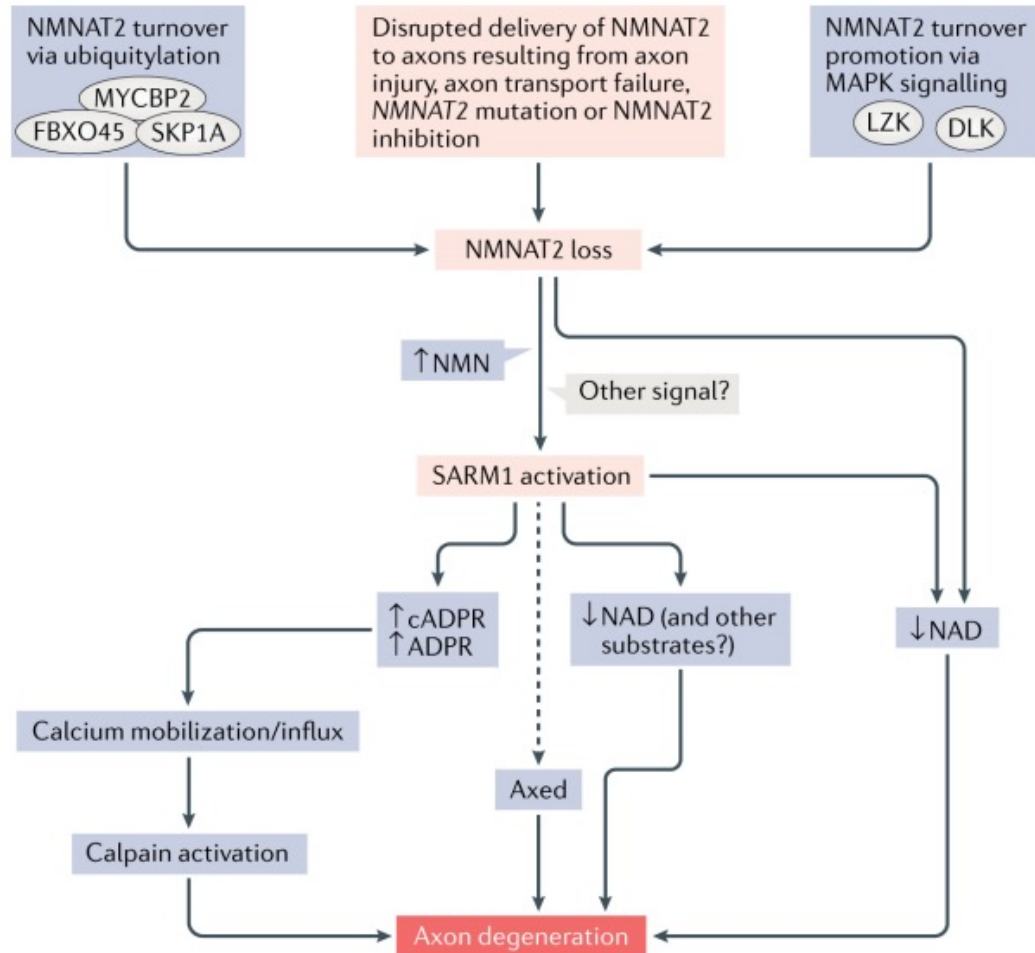 NMNAT2 turnover
via ubiquitylation
MYCBP2
FBXO45
SKP1A
Disrupted delivery of NMNAT2
to axons resulting from axon
injury, axon transport failure,
NMNAT2 mutation or NMNAT2
inhibition
NMNAT2 turnover
promotion via
MAPK signalling
LZK
DLK
NMNAT2 loss
↑NMN
Other signal?
SARM1 activation
↑cADPR
↑ADPR
↓NAD (and other
substrates?)
↓NAD
Calcium mobilization/influx
Axed
Calpain activation
Axon degeneration